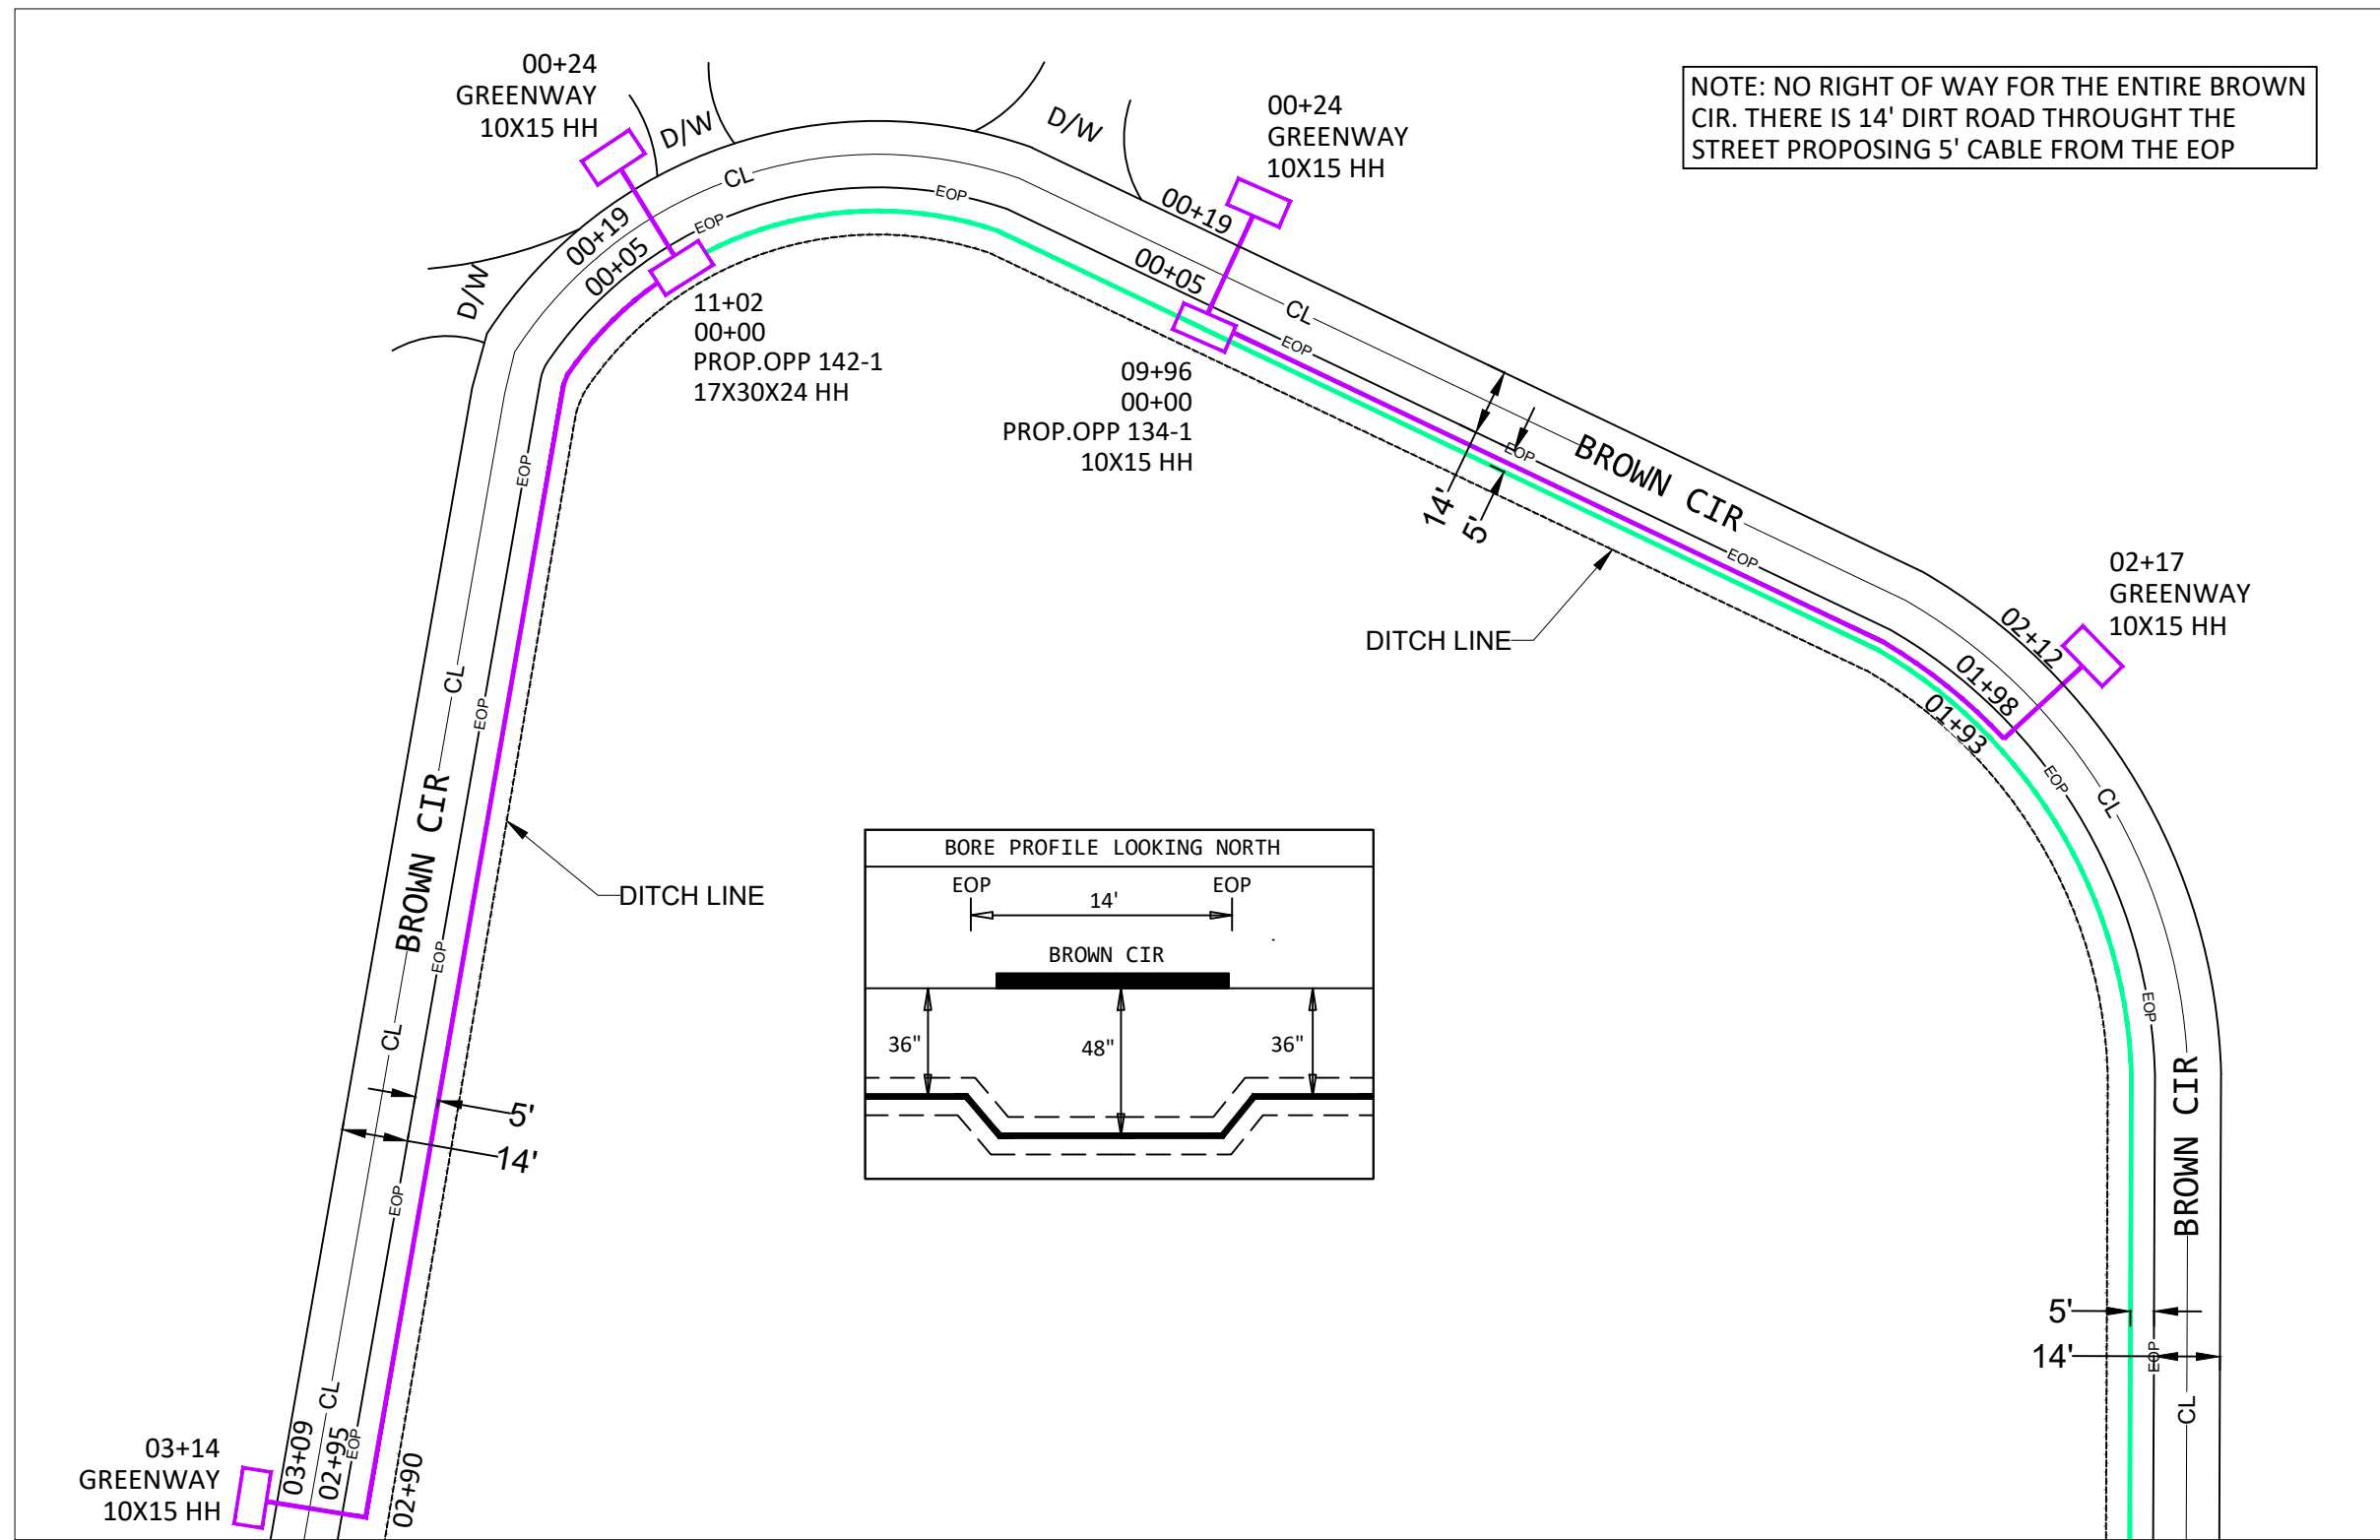 00+24
GREENWAY
10X15 HH
D/W
D/W
00+24
GREENWAY
10X15 HH
NOTE: NO RIGHT OF WAY FOR THE ENTIRE BROWN
CIR. THERE IS 14' DIRT ROAD THROUGHT THE
STREET PROPOSING 5' CABLE FROM THE EOP
CL
EOP
EOP
00+19
00+05
00+19
00+05
D/W
11+02
00+00
PROP.OPP 142-1
17X30X24 HH
09+96
00+00
PROP.OPP 134-1
10X15 HH
CL
EOP
EOP
BROWN CIR
14'
5'
EOP
EOP
DITCH LINE
02+17
GREENWAY
10X15 HH
02+12
01+98
01+93
EOP
CL
CL
EOP
BROWN CIR
DITCH LINE
EOP
CL
5'
14'
EOP
BORE PROFILE LOOKING NORTH
EOP
EOP
14'
BROWN CIR
36"
48"
36"
EOP
BROWN CIR
5'
14'
EOP
CL
CL
03+09
02+95
EOP
02+90
03+14
GREENWAY
10X15 HH